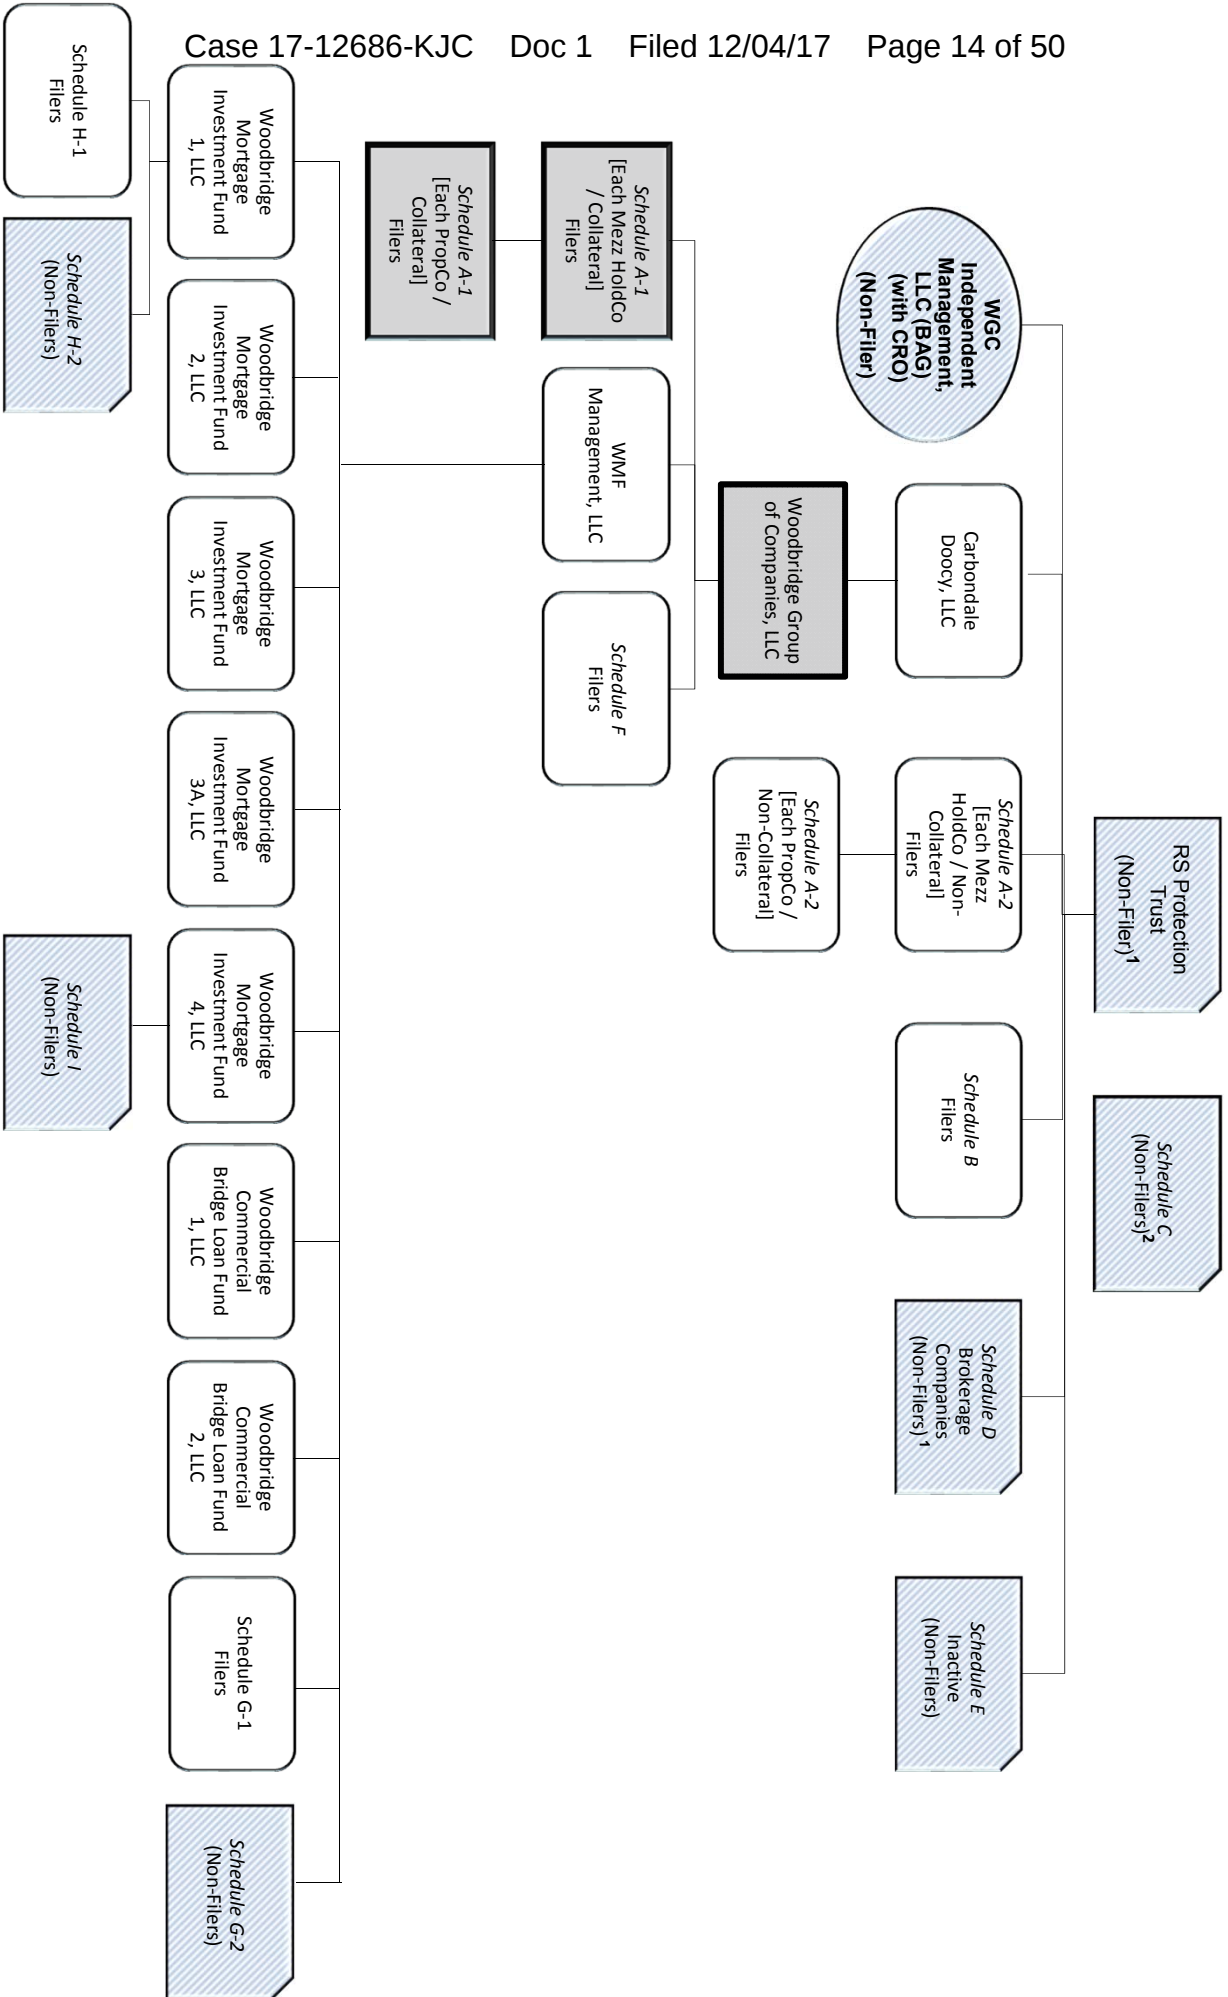 Case 17-12686-KJC Doc 1 Filed 12/04/17 Page 14 of 50
RS Protection
Trust
(Non-Filer)1
Schedule C
(Non-Filers)2
WGC
Independent
Management,
LLC (BAG)
(with CRO)
(Non-Filer)
Carbondale
Doocy, LLC
Schedule A-2
[Each Mezz
HoldCo / Non-
Collateral]
Filers
Schedule B
Filers
Schedule D
Brokerage
Companies
(Non-Filers)1
Schedule E
Inactive
(Non-Filers)
Woodbridge Group
of Companies, LLC
Schedule A-2
[Each PropCo /
Non-Collateral]
Filers
Schedule A-1
[Each Mezz HoldCo
/ Collateral]
Filers
WMF
Management, LLC
Schedule F
Filers
Schedule A-1
[Each PropCo /
Collateral]
Filers
Woodbridge
Mortgage
Investment Fund
1, LLC
Woodbridge
Mortgage
Investment Fund
2, LLC
Woodbridge
Mortgage
Investment Fund
3, LLC
Woodbridge
Mortgage
Investment Fund
3A, LLC
Woodbridge
Mortgage
Investment Fund
4, LLC
Woodbridge
Commercial
Bridge Loan Fund
1, LLC
Woodbridge
Commercial
Bridge Loan Fund
2, LLC
Schedule G-1
Filers
Schedule G-2
(Non-Filers)
Schedule H-1
Filers
Schedule H-2
(Non-Filers)
Schedule I
(Non-Filers)